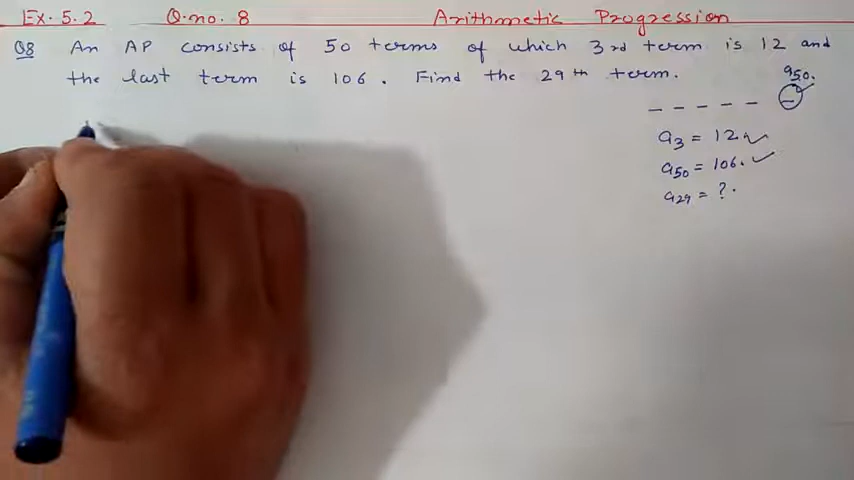 Ex. 5.2 Q.no. 8 Arithmetic Progression
Q8 An AP consists of 50 terms of which 3rd term is 12 and
the last term is 106. Find the 29th term.
a50.
_ _ _ _ _ _
a3 = 12
a50 = 106.
a29 = ?.